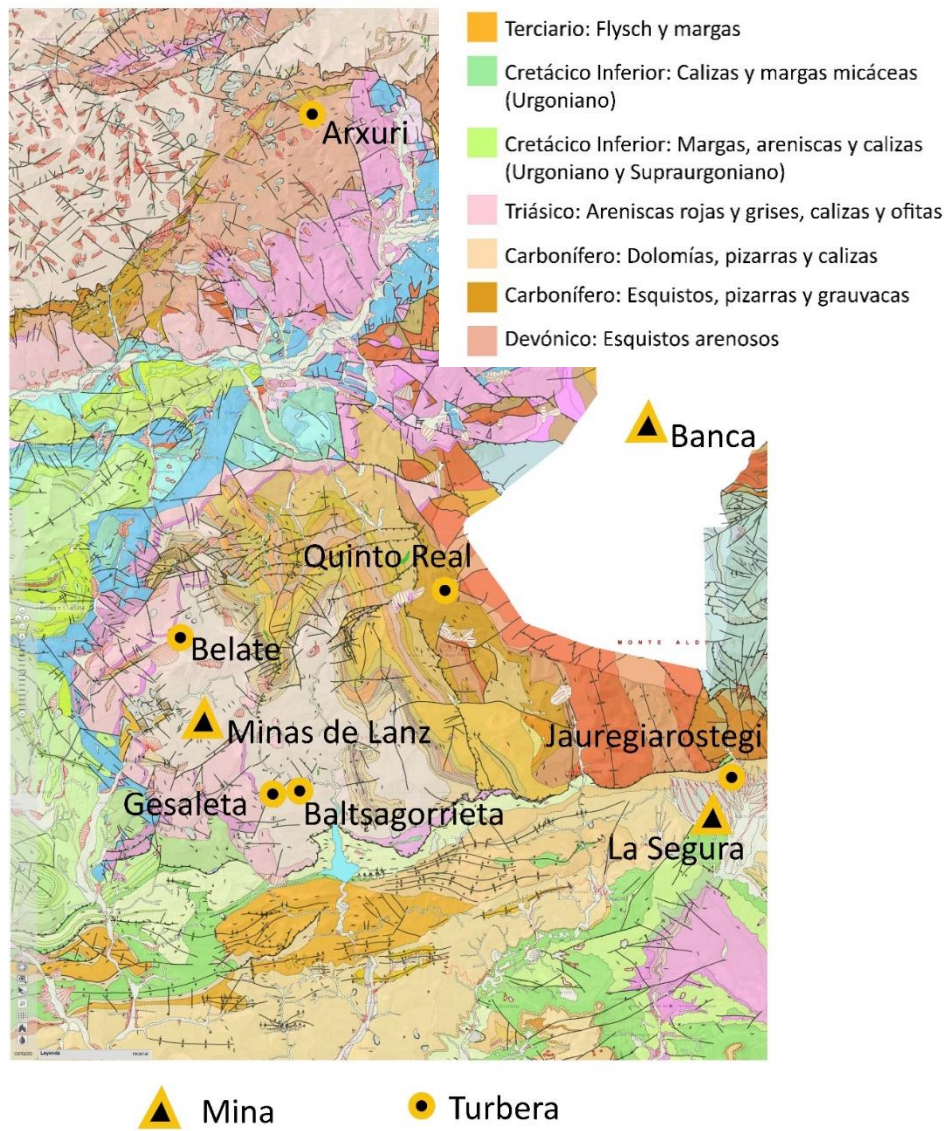 Terciario: Flysch y margas
Cretácico Inferior: Calizas y margas micáceas
(Urgoniano)
Cretácico Inferior: Margas, areniscas y calizas
(Urgoniano y Supraurgoniano)
Triásico: Areniscas rojas y grises, calizas y ofitas
Carbonífero: Dolomías, pizarras y calizas
Carbonífero: Esquistos, pizarras y grauvacas
Devónico: Esquistos arenosos
Arxuri
Banca
Quinto Real
Belate
MONTE ALD
Minas de Lanz
Jauregiarostegi
Gesaleta
Baltsagorrieta
La Segura
Leyenda
Mina
Turbera